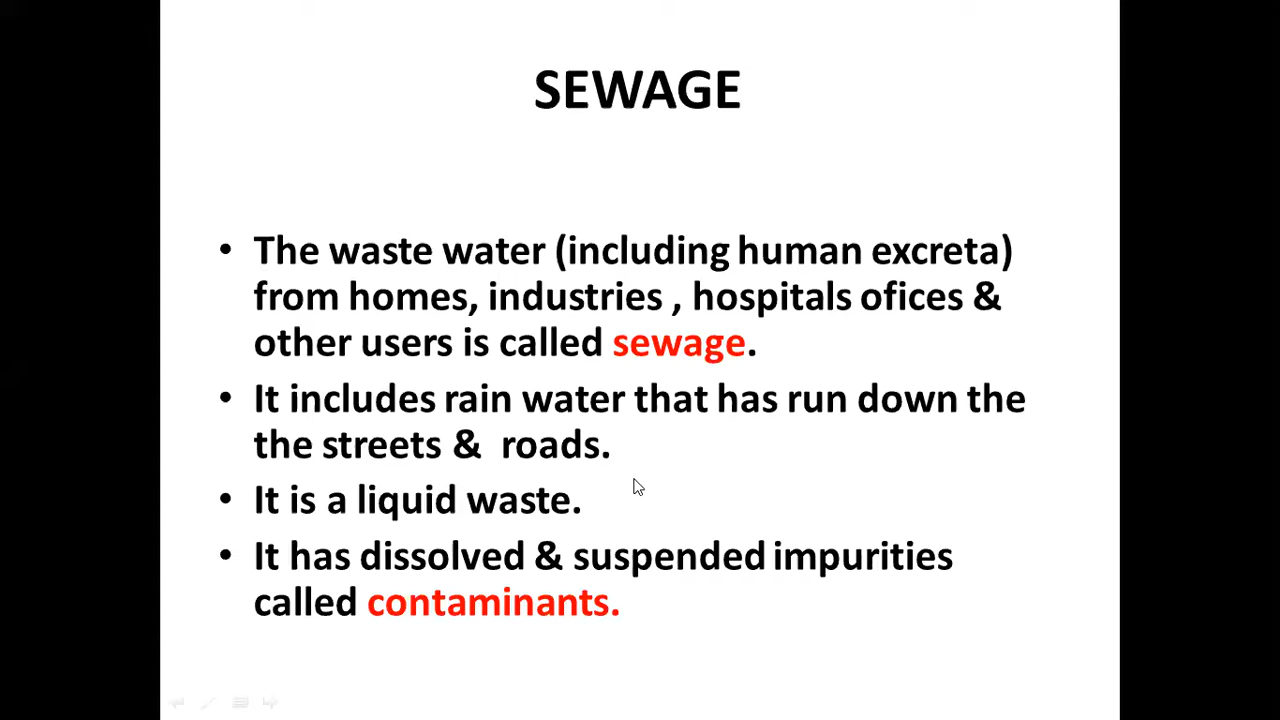 SEWAGE
• The waste water (including human excreta)
from homes, industries , hospitals ofices &
other users is called sewage.
• It includes rain water that has run down the
the streets & roads.
• It is a liquid waste.
• It has dissolved & suspended impurities
called contaminants.